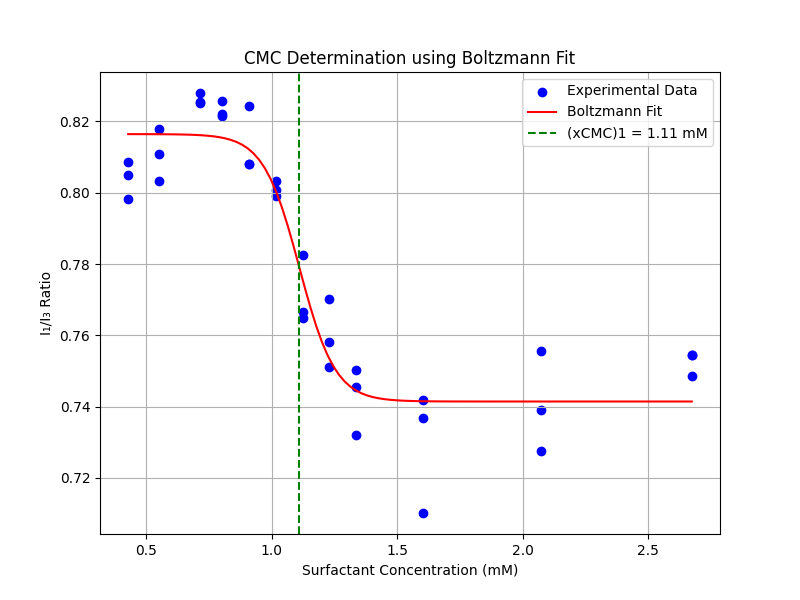 CMC Determination using Boltzmann Fit
Experimental Data
Boltzmann Fit
(xCMC)1 = 1.11 mM
I₁/I₃ Ratio
0.82
0.80
0.78
0.76
0.74
0.72
0.5 1.0 1.5 2.0 2.5
Surfactant Concentration (mM)